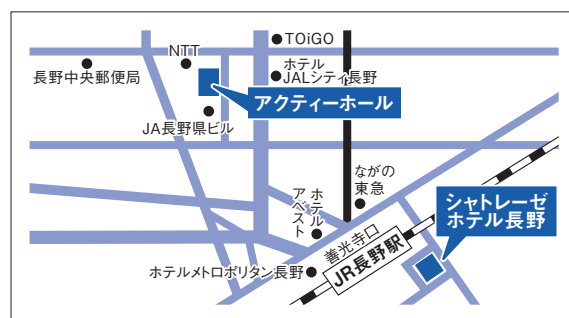 TOiGO
NTT
長野中央郵便局
ホテル
JALシティ長野
アクティーホール
JA長野県ビル
ながの
東急
シャトレーゼ
ホテル長野
ホテル
アベスト
善光寺口
JR長野駅
ホテルメトロポリタン長野